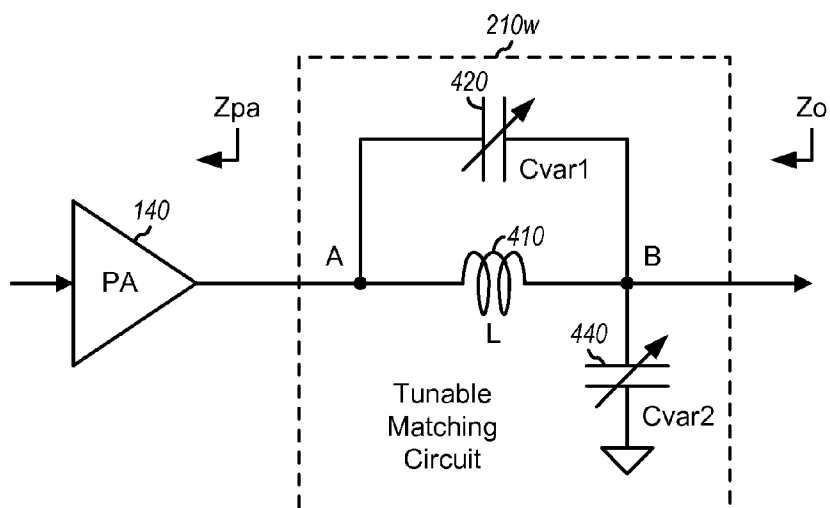 210w
420
Zpa
Zo
Cvar1
140
410
A
B
PA
L
440
Tunable
Matching
Circuit
Cvar2